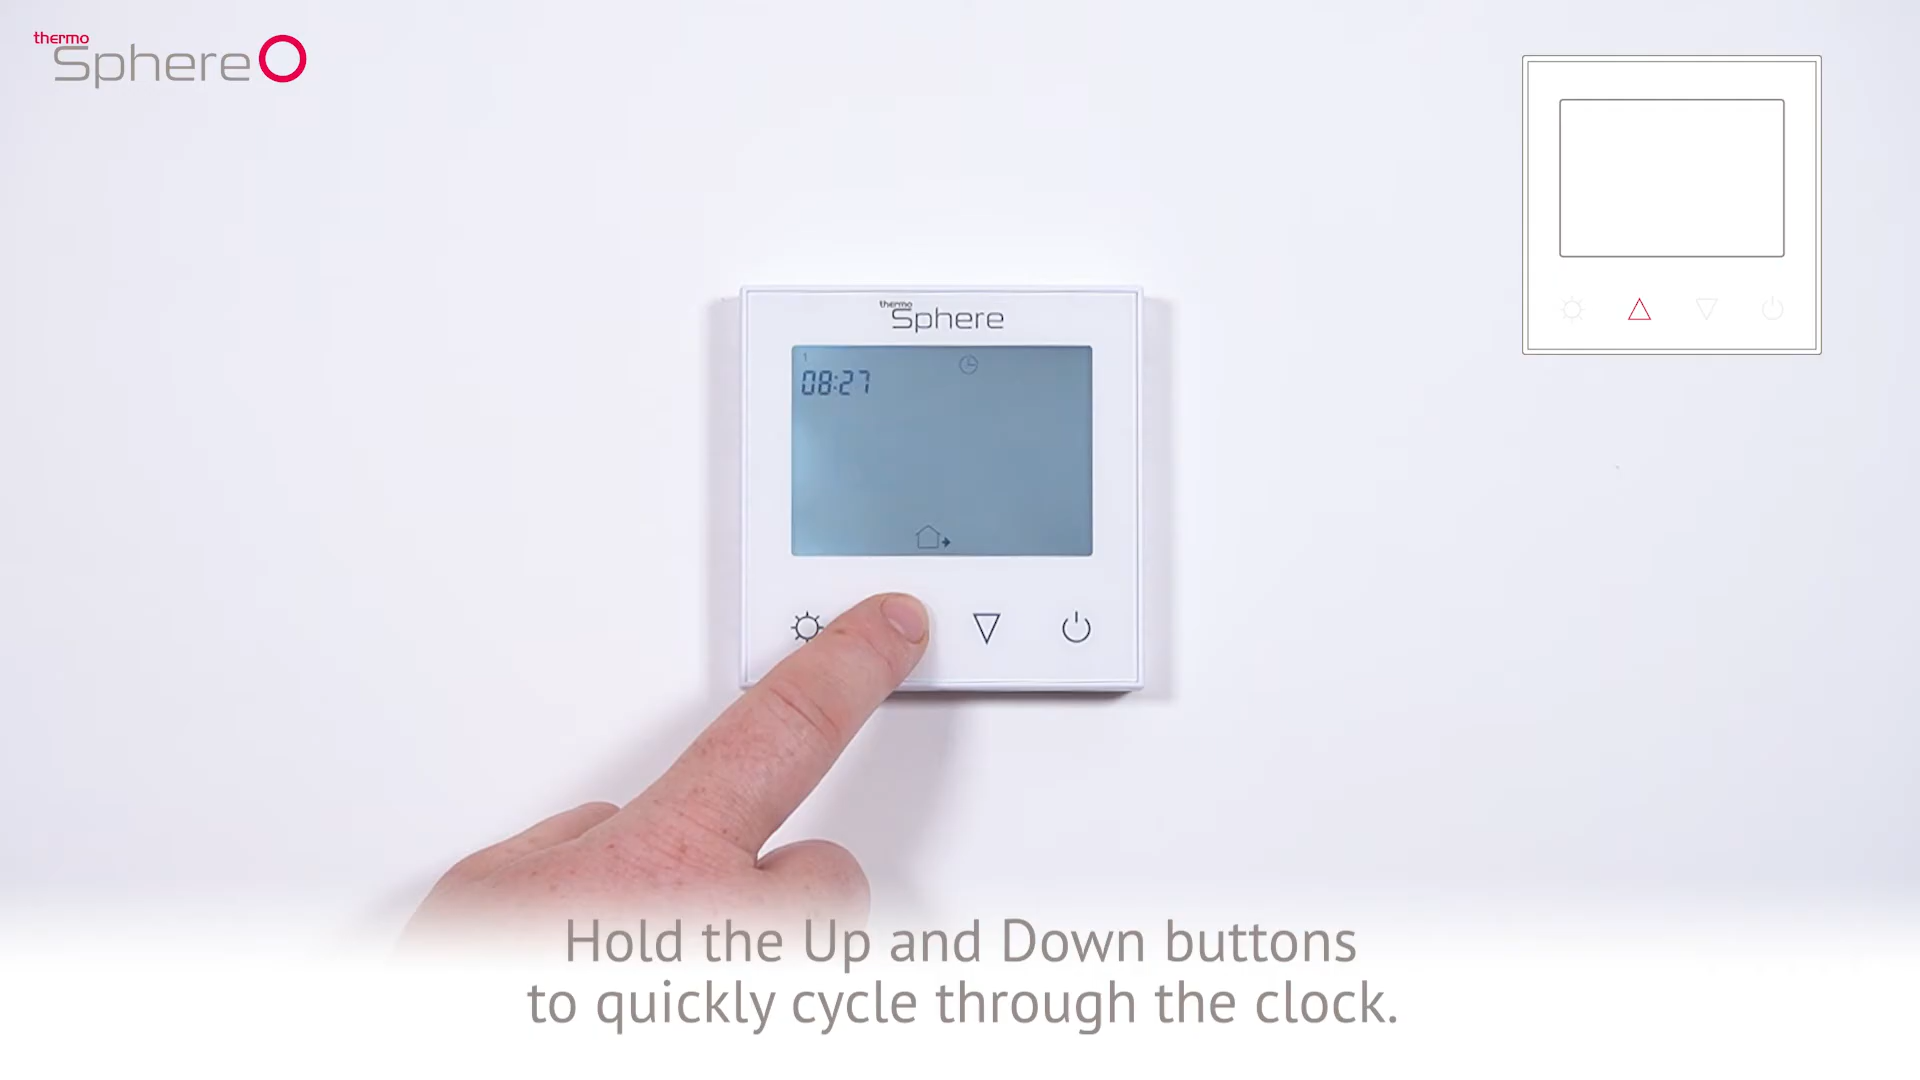 thermo
Sphere
thermo
Sphere
1
08:27
Hold the Up and Down buttons
to quickly cycle through the clock.